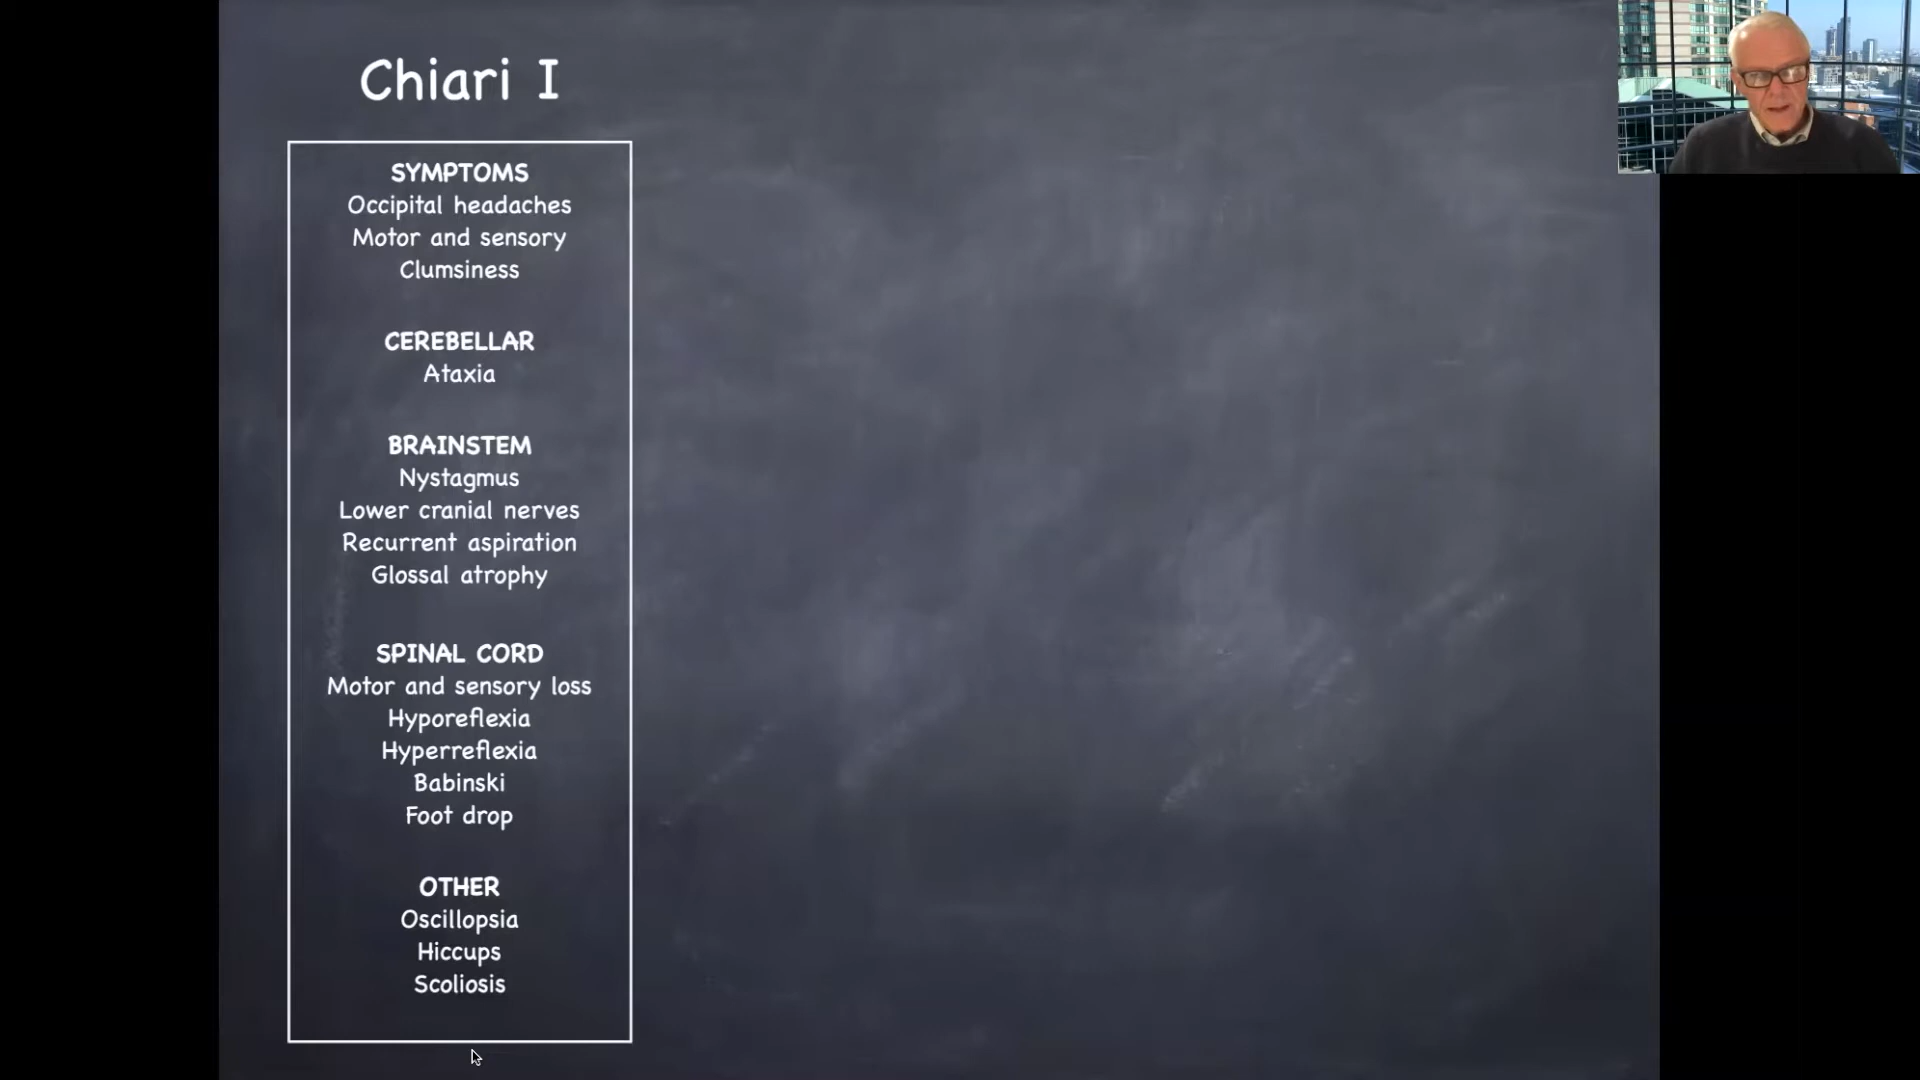 Chiari I
SYMPTOMS
Occipital headaches
Motor and sensory
Clumsiness
CEREBELLAR
Ataxia
BRAINSTEM
Nystagmus
Lower cranial nerves
Recurrent aspiration
Glossal atrophy
SPINAL CORD
Motor and sensory loss
Hyporeflexia
Hyperreflexia
Babinski
Foot drop
OTHER
Oscillopsia
Hiccups
Scoliosis